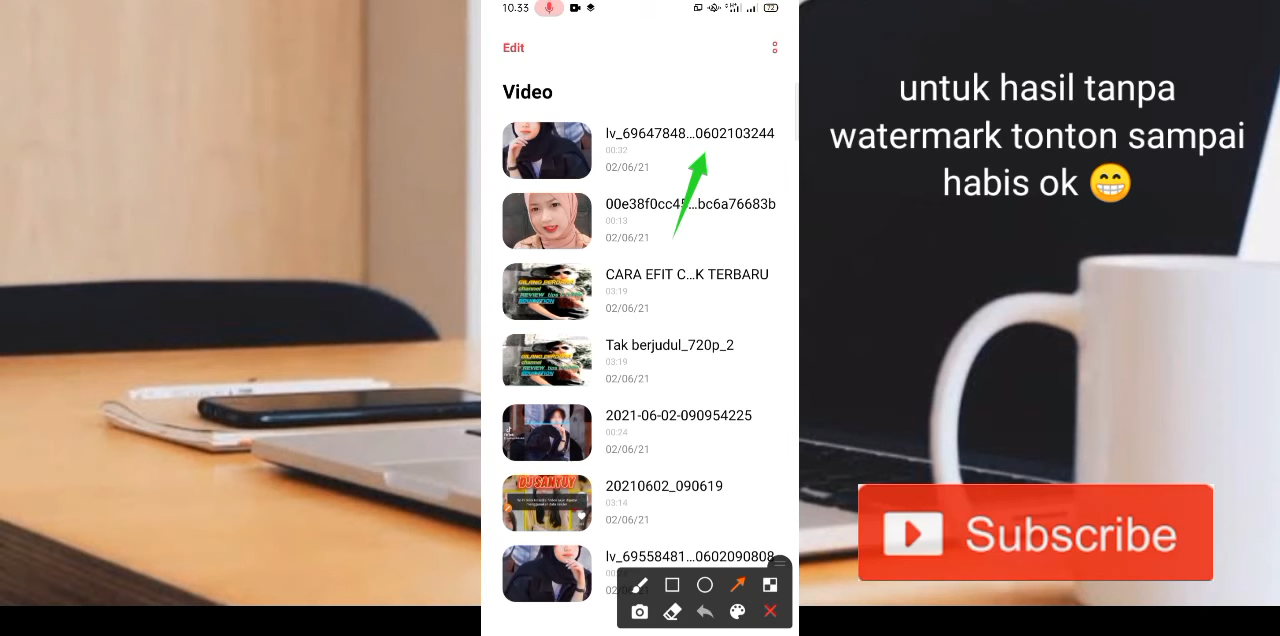 10.33
72
Edit
Video
lv_69647848...0602103244
00:32
02/06/21
00e38f0cc45...bc6a76683b
00:13
02/06/21
CARA EFIT C...K TERBARU
03:19
02/06/21
Tak berjudul_720p_2
03:19
02/06/21
2021-06-02-090954225
00:24
02/06/21
DJ SANTUY
20210602_090619
03:14
02/06/21
lv_69558481...0602090808
untuk hasil tanpa
watermark tonton sampai
habis ok 😁
Subscribe